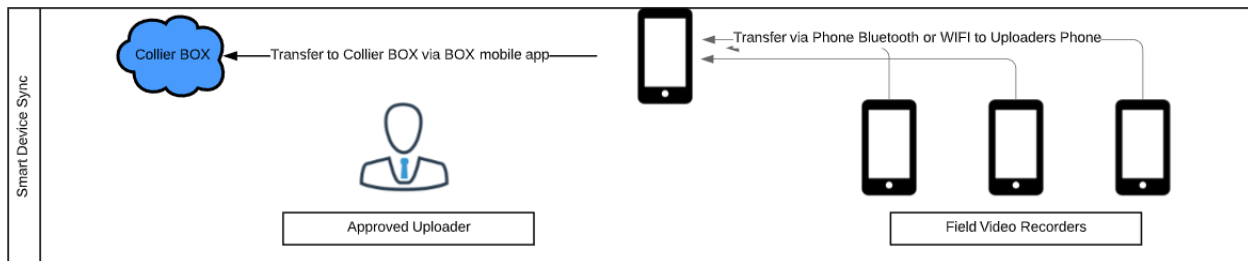 Smart Device Sync
Collier BOX
Transfer to Collier BOX via BOX mobile app
Transfer via Phone Bluetooth or WIFI to Uploaders Phone
Approved Uploader
Field Video Recorders